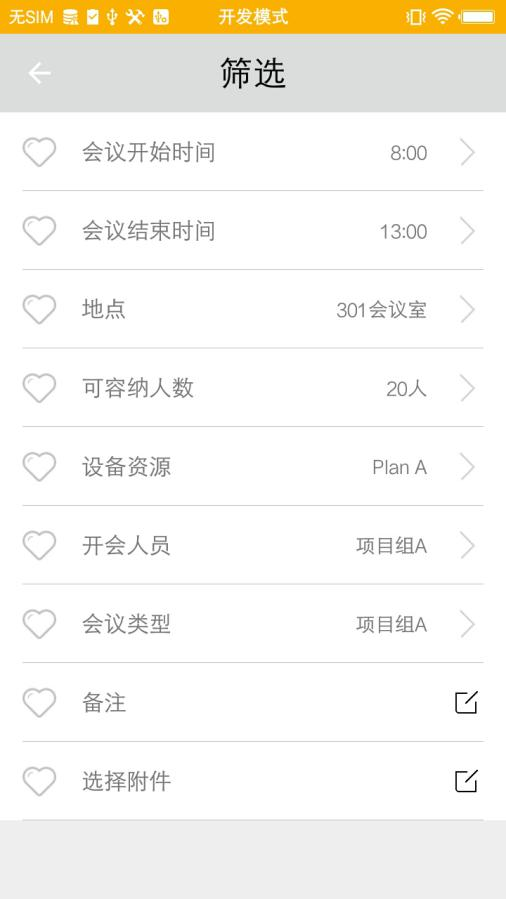 无SIM 开发模式
筛选
会议开始时间 8:00
会议结束时间 13:00
地点 301会议室
可容纳人数 20人
设备资源 Plan A
开会人员 项目组A
会议类型 项目组A
备注
选择附件